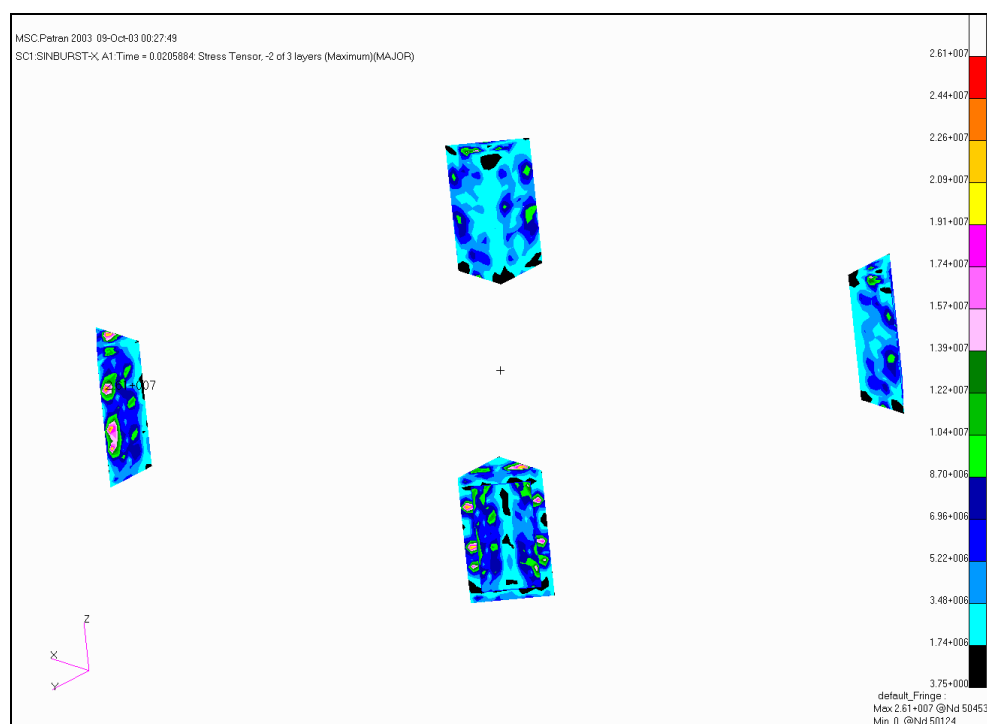 MSC.Patran 2003 09-Oct-03 00:27:49
SC1:SINBURST-X, A1:Time = 0.0205884: Stress Tensor, -2 of 3 layers (Maximum)(MAJOR)
2.61+007
2.44+007
2.26+007
2.09+007
1.91+007
1.74+007
1.57+007
1.39+007
1.22+007
1.04+007
8.70+006
6.96+006
5.22+006
3.48+006
1.74+006
3.75+000
+007
Z
X
Y
default_Fringe :
Max 2.61+007 @Nd 50453
Min 0. @Nd 50124